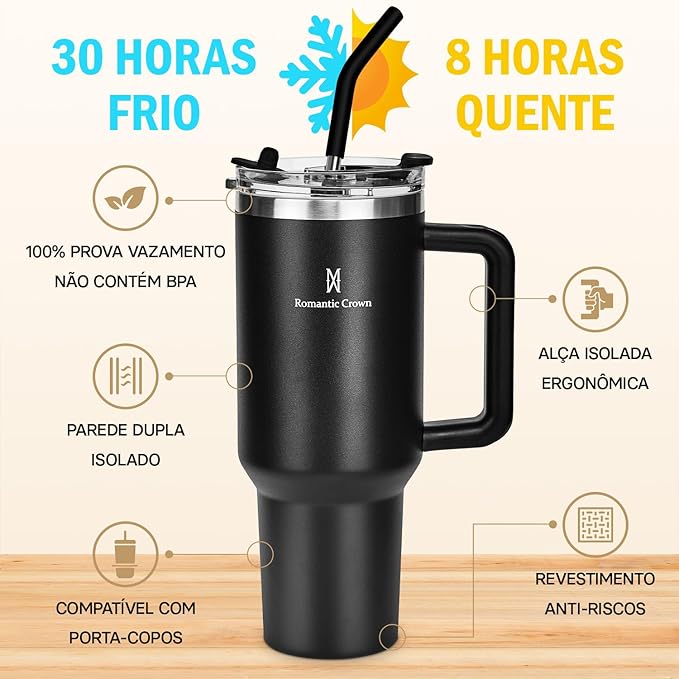 30 HORAS
FRIO
8 HORAS
QUENTE
100% PROVA VAZAMENTO
NÃO CONTÉM BPA
Romantic Crown
ALÇA ISOLADA
ERGONÔMICA
PAREDE DUPLA
ISOLADO
COMPATÍVEL COM
PORTA-COPOS
REVESTIMENTO
ANTI-RISCOS